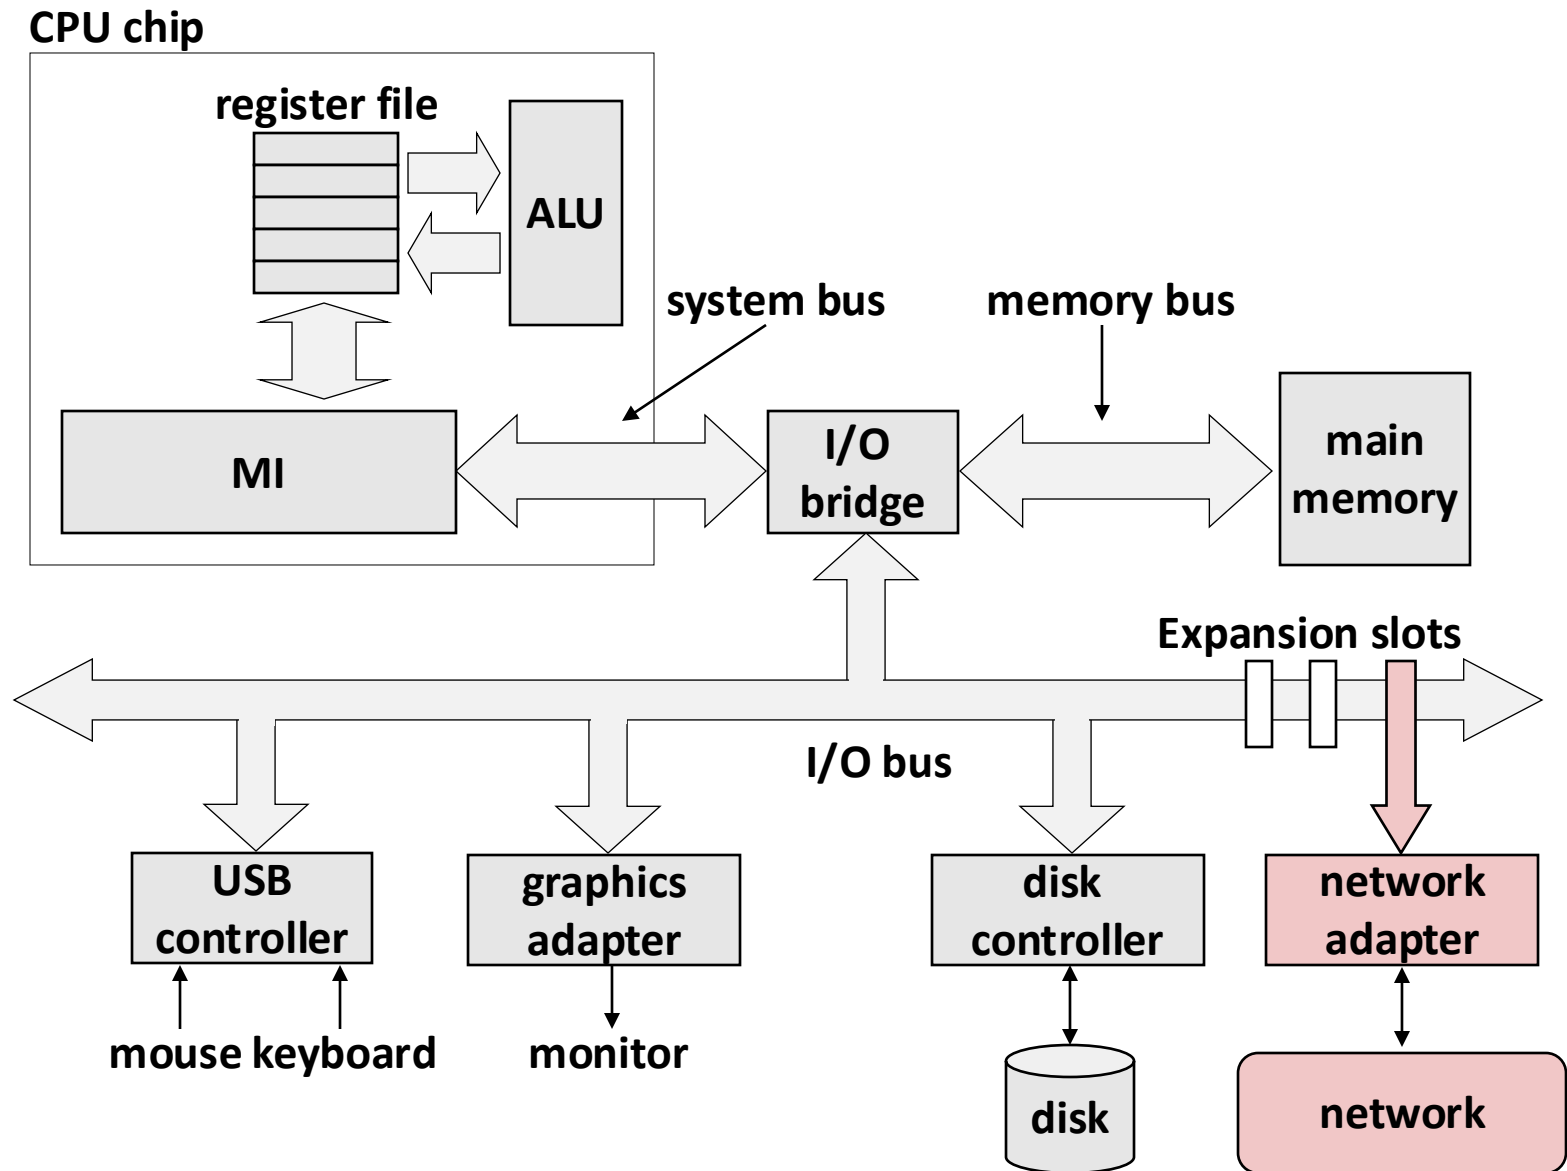 CPU chip
register file
ALU
system bus
memory bus
MI
I/O
bridge
main
memory
Expansion slots
I/O bus
USB
controller
graphics
adapter
disk
controller
network
adapter
mouse keyboard
monitor
disk
network